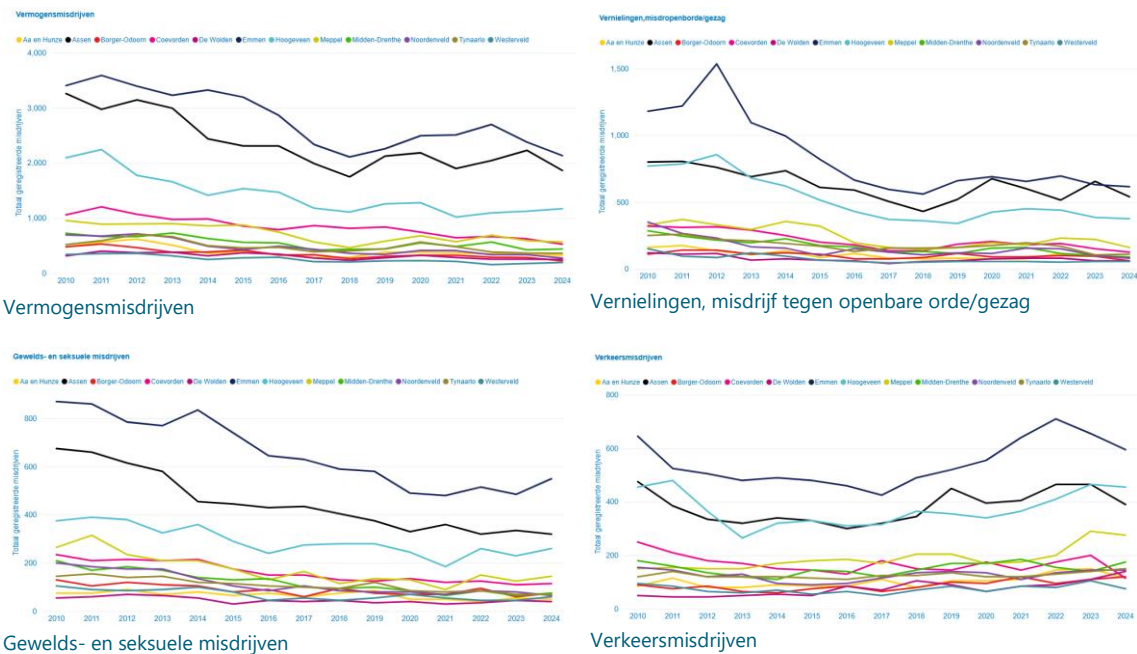 Vermogensmisdrijven
Aa en Hunze Assen Borger-Odoorn Coevorden De Wolden Emmen Hoogeveen Meppel Midden-Drenthe Noordenveld Tynaarlo Westerveld
Totaal geregistreerde misdrijven
4,000
3,000
2,000
1,000
0
2010 2011 2012 2013 2014 2015 2016 2017 2018 2019 2020 2021 2022 2023 2024
Vermogensmisdrijven
Vernielingen,misdropenborde/gezag
Aa en Hunze Assen Borger-Odoorn Coevorden De Wolden Emmen Hoogeveen Meppel Midden-Drenthe Noordenveld Tynaarlo Westerveld
Totaal geregistreerde misdrijven
1,500
1,000
500
0
2010 2011 2012 2013 2014 2015 2016 2017 2018 2019 2020 2021 2022 2023 2024
Vernielingen, misdrijf tegen openbare orde/gezag
Gewelds- en seksuele misdrijven
Aa en Hunze Assen Borger-Odoorn Coevorden De Wolden Emmen Hoogeveen Meppel Midden-Drenthe Noordenveld Tynaarlo Westerveld
Totaal geregistreerde misdrijven
800
600
400
200
0
2010 2011 2012 2013 2014 2015 2016 2017 2018 2019 2020 2021 2022 2023 2024
Gewelds- en seksuele misdrijven
Verkeersmisdrijven
Aa en Hunze Assen Borger-Odoorn Coevorden De Wolden Emmen Hoogeveen Meppel Midden-Drenthe Noordenveld Tynaarlo Westerveld
Totaal geregistreerde misdrijven
800
600
400
200
0
2010 2011 2012 2013 2014 2015 2016 2017 2018 2019 2020 2021 2022 2023 2024
Verkeersmisdrijven